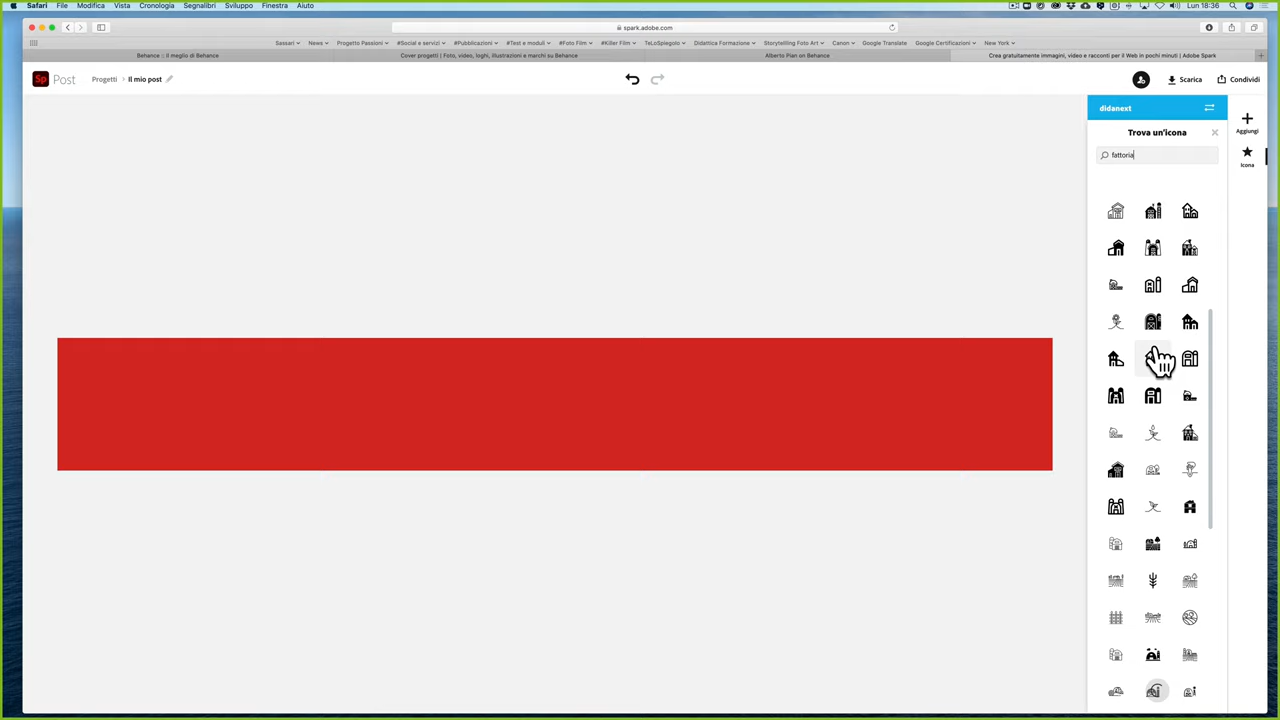 Safari File Modifica Vista Cronologia Segnalibri Sviluppo Finestra Aiuto Lun 18:36
spark.adobe.com
Sassari News Progetto Passioni #Social e servizi #Pubblicazioni #Test e moduli #Foto Film #Killer Film TeLoSpiegolo Didattica Formazione Storytelling Foto Art Canon Google Translate Google Certificazioni New York
Behance :: il meglio di Behance Cover progetti | Foto, video, loghi, illustrazioni e marchi su Behance Alberto Pian on Behance Crea gratuitamente immagini, video e racconti per il Web in pochi minuti | Adobe Spark
Sp Post Progetti > Il mio post Scarica Condividi
didanext
Trova un'icona
fattoria
Aggiungi
Icona